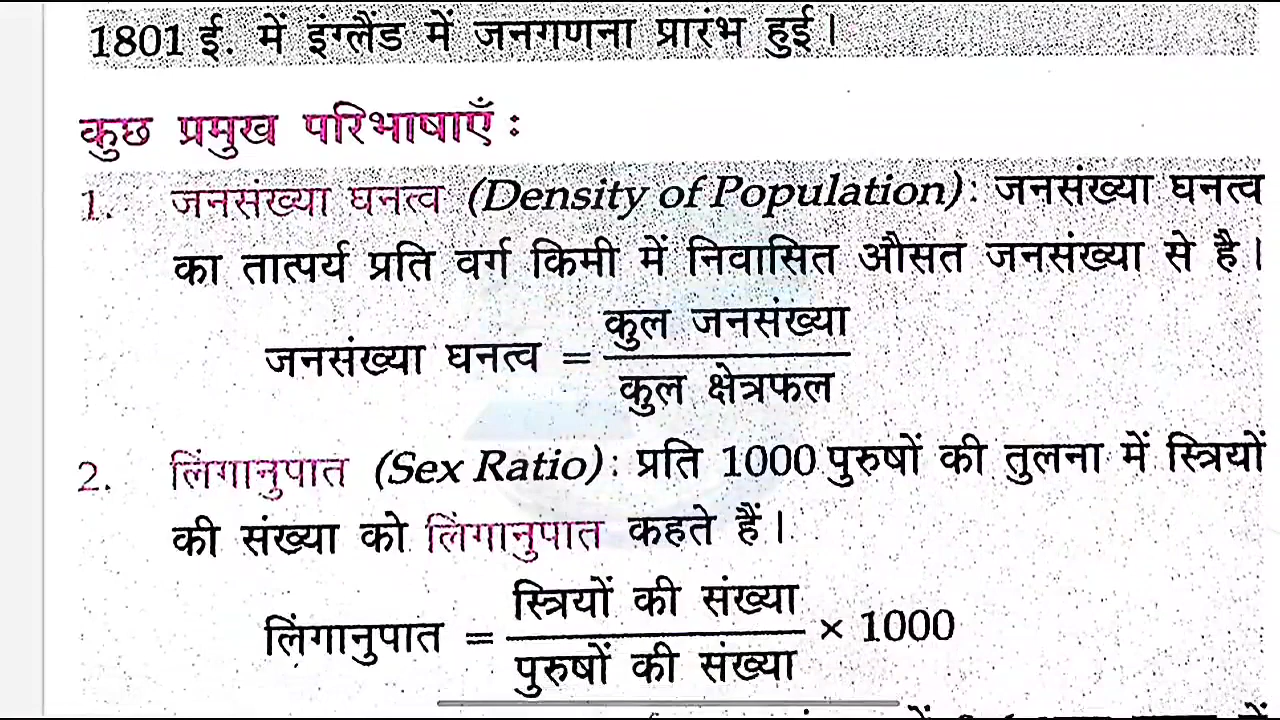 1801 ई. में इंग्लैंड में जनगणना प्रारंभ हुई।
कुछ प्रमुख परिभाषाएँ :
1. जनसंख्या घनत्व (Density of Population): जनसंख्या घनत्व
का तात्पर्य प्रति वर्ग किमी में निवासित औसत जनसंख्या से है।
जनसंख्या घनत्व = कुल जनसंख्या
कुल क्षेत्रफल
2. लिंगानुपात (Sex Ratio): प्रति 1000 पुरुषों की तुलना में स्त्रियों
की संख्या को लिंगानुपात कहते हैं।
लिंगानुपात = स्त्रियों की संख्या × 1000
पुरुषों की संख्या